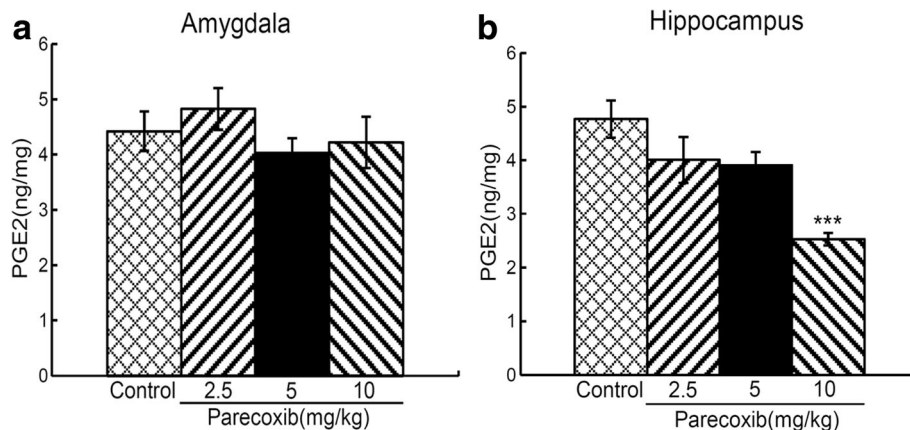 a
Amygdala
6
5
4
3
2
1
0
PGE2(ng/mg)
Control 2.5 5 10
Parecoxib(mg/kg)
b
Hippocampus
6
5
4
3
2
1
0
PGE2(ng/mg)
***
Control 2.5 5 10
Parecoxib(mg/kg)